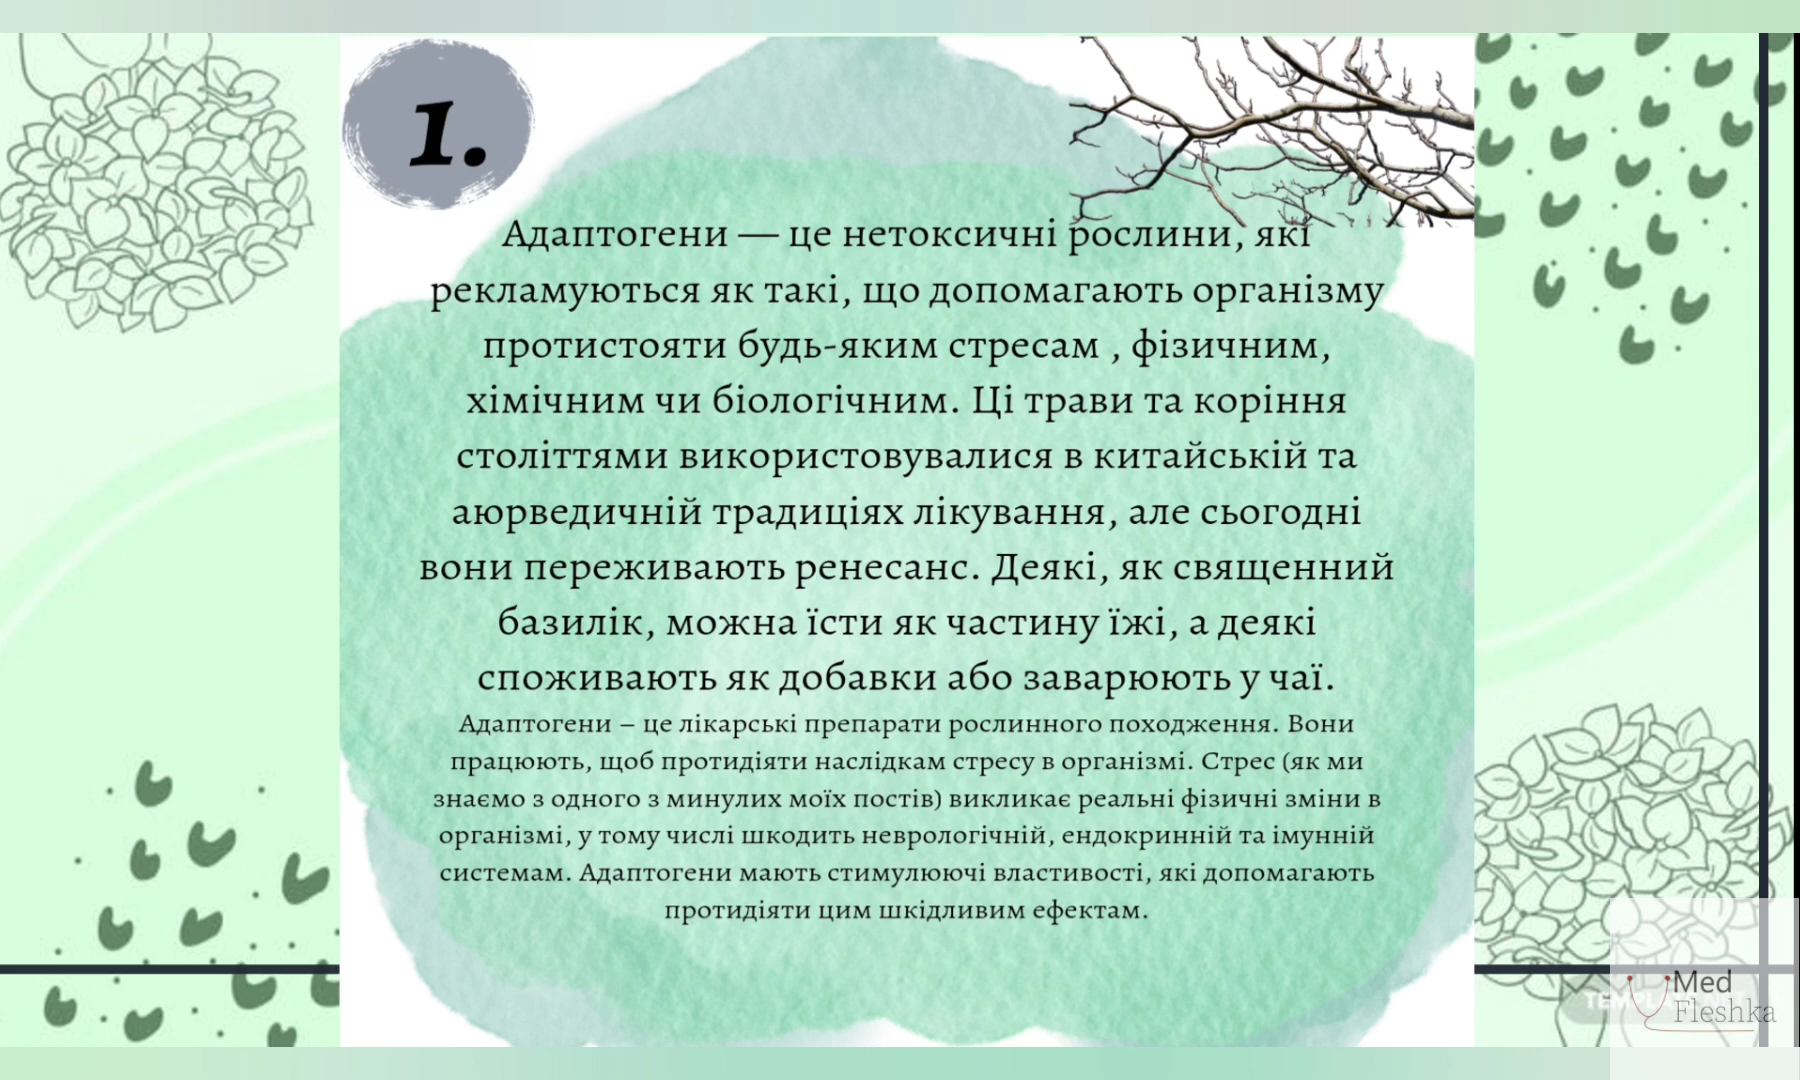 1.
Адаптогени — це нетоксичні рослини, які
рекламуються як такі, що допомагають організму
протистояти будь-яким стресам , фізичним,
хімічним чи біологічним. Ці трави та коріння
століттями використовувалися в китайській та
аюрведичній традиціях лікування, але сьогодні
вони переживають ренесанс. Деякі, як священний
базилік, можна їсти як частину їжі, а деякі
споживають як добавки або заварюють у чаї.
Адаптогени – це лікарські препарати рослинного походження. Вони
працюють, щоб протидіяти наслідкам стресу в організмі. Стрес (як ми
знаємо з одного з минулих моїх постів) викликає реальні фізичні зміни в
організмі, у тому числі шкодить неврологічній, ендокринній та імунній
системам. Адаптогени мають стимулюючі властивості, які допомагають
протидіяти цим шкідливим ефектам.
Med
Fleshka